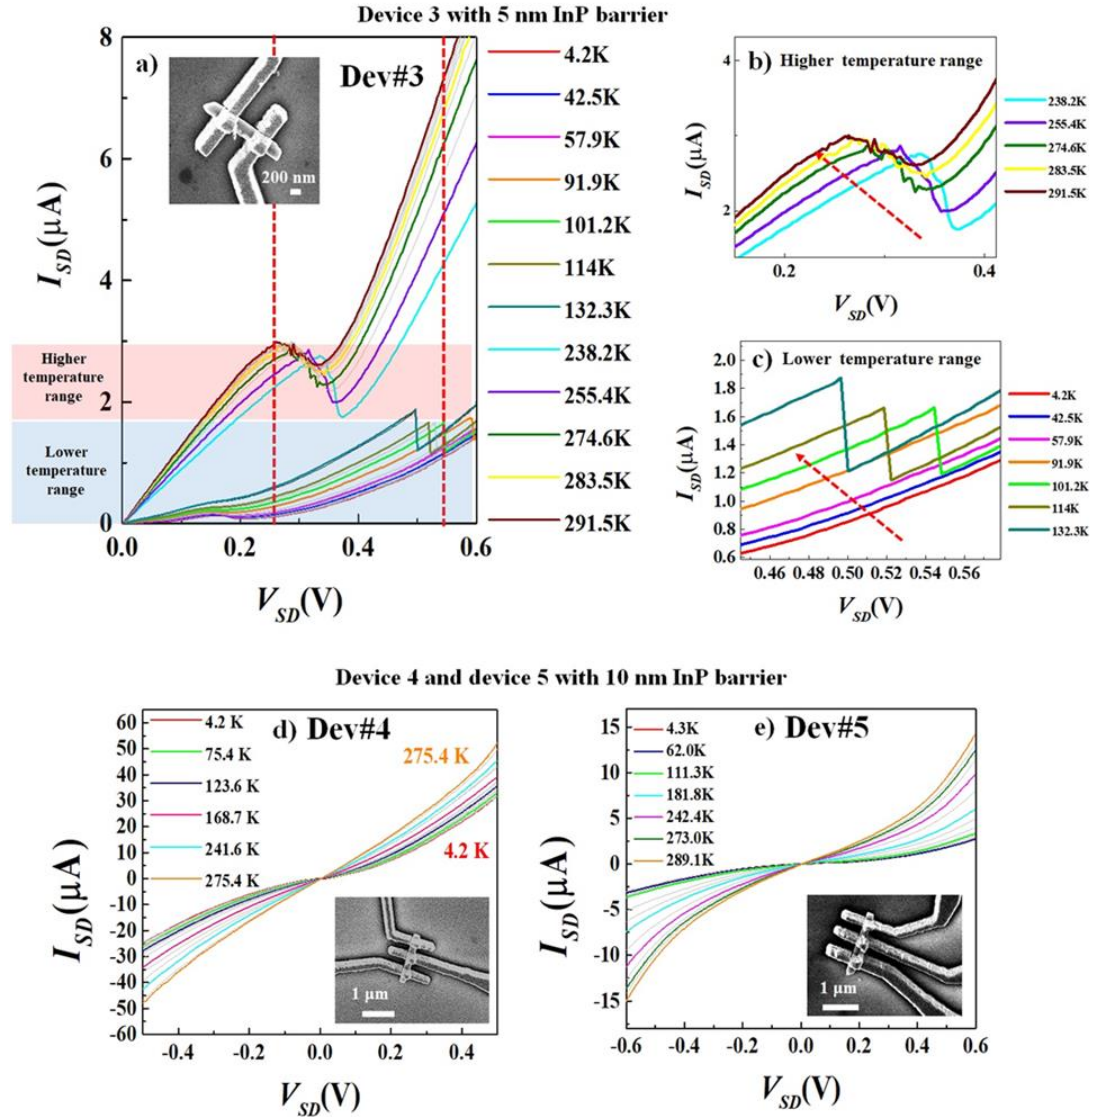 Device 3 with 5 nm InP barrier
a)
Dev#3
200 nm
8
6
4
2
0
0.0 0.2 0.4 0.6
I_SD(µA)
V_SD(V)
Higher
temperature
range
Lower
temperature
range
4.2K
42.5K
57.9K
91.9K
101.2K
114K
132.3K
238.2K
255.4K
274.6K
283.5K
291.5K
b) Higher temperature range
4
2
0.2 0.4
I_SD(µA)
V_SD(V)
238.2K
255.4K
274.6K
283.5K
291.5K
c) Lower temperature range
2.0
1.8
1.6
1.4
1.2
1.0
0.8
0.6
0.46 0.48 0.50 0.52 0.54 0.56
I_SD(µA)
V_SD(V)
4.2K
42.5K
57.9K
91.9K
101.2K
114K
132.3K
Device 4 and device 5 with 10 nm InP barrier
d) Dev#4
60
50
40
30
20
10
0
-10
-20
-30
-40
-50
-60
-0.4 -0.2 0.0 0.2 0.4
I_SD(µA)
V_SD(V)
4.2 K
75.4 K
123.6 K
168.7 K
241.6 K
275.4 K
275.4 K
4.2 K
1 µm
e) Dev#5
15
10
5
0
-5
-10
-15
-0.6 -0.4 -0.2 0.0 0.2 0.4 0.6
I_SD(µA)
V_SD(V)
4.3K
62.0K
111.3K
181.8K
242.4K
273.0K
289.1K
1 µm